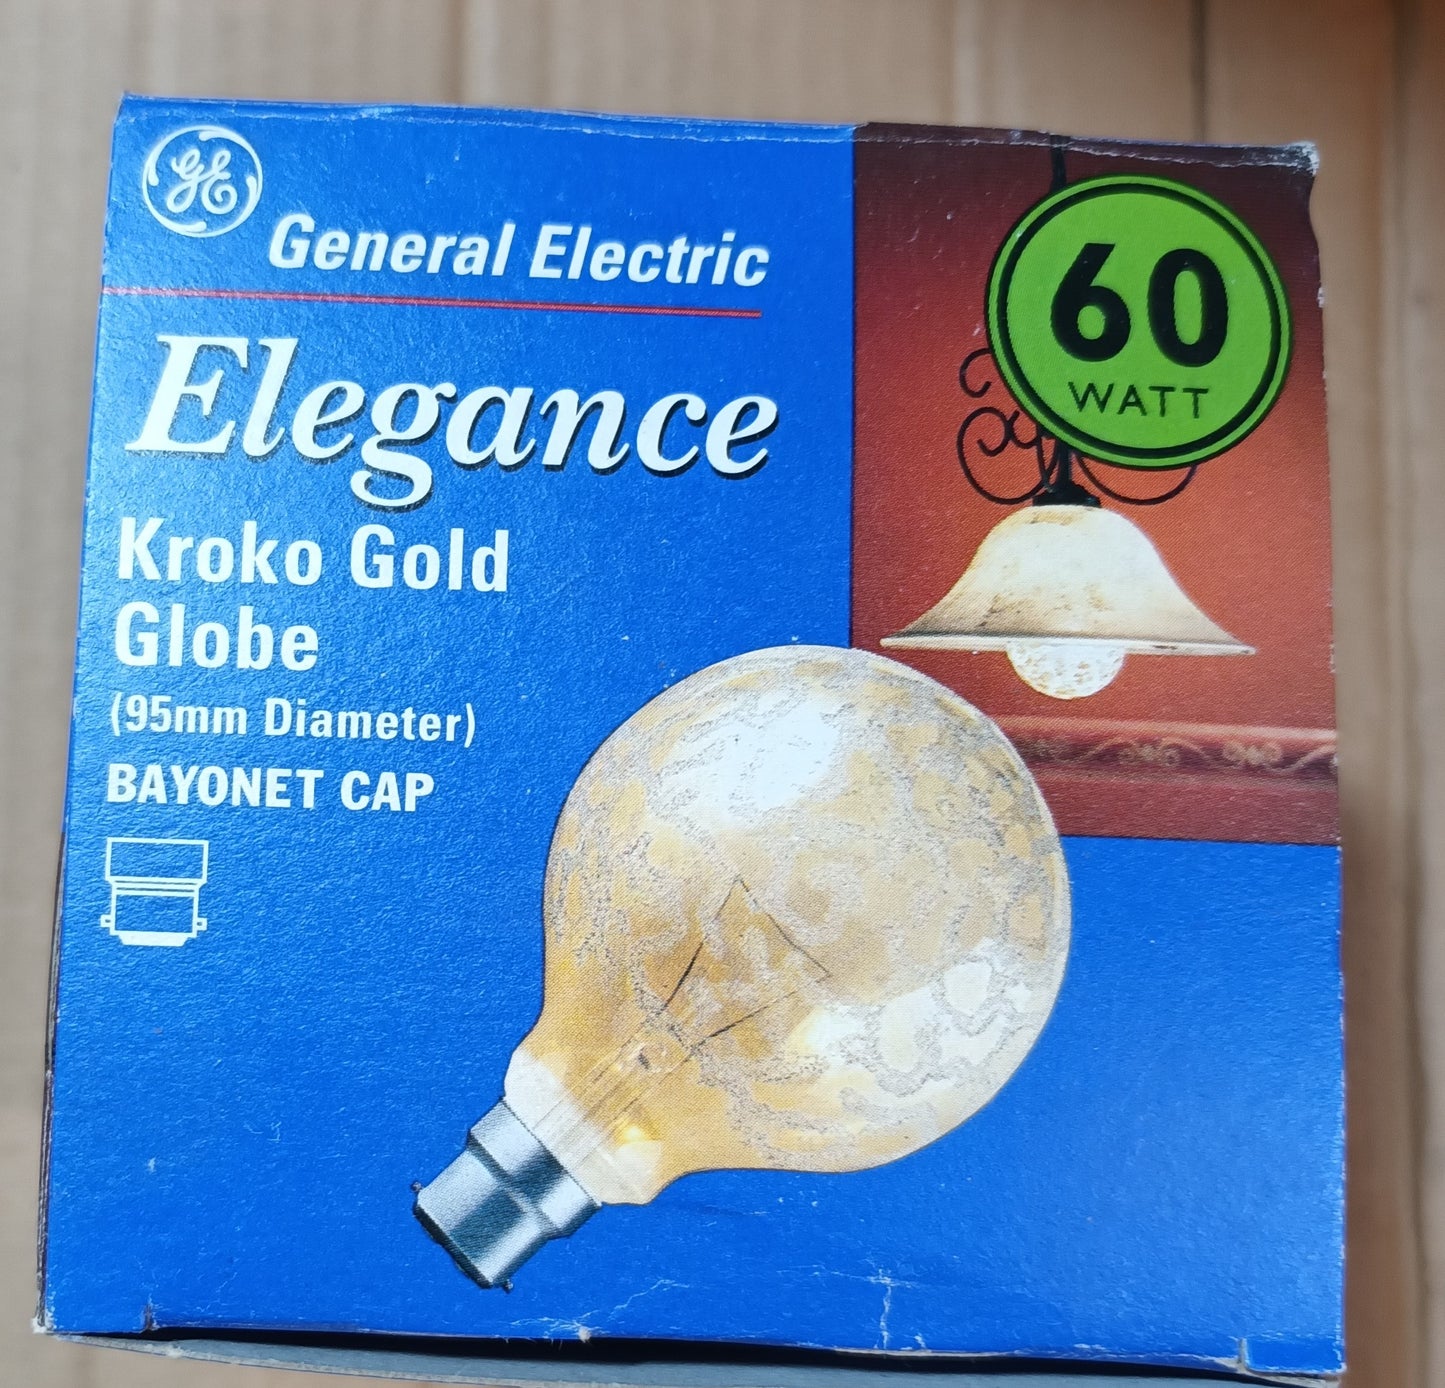 GE
General Electric
Elegance
Kroko Gold
Globe
(95mm Diameter)
BAYONET CAP
60
WATT